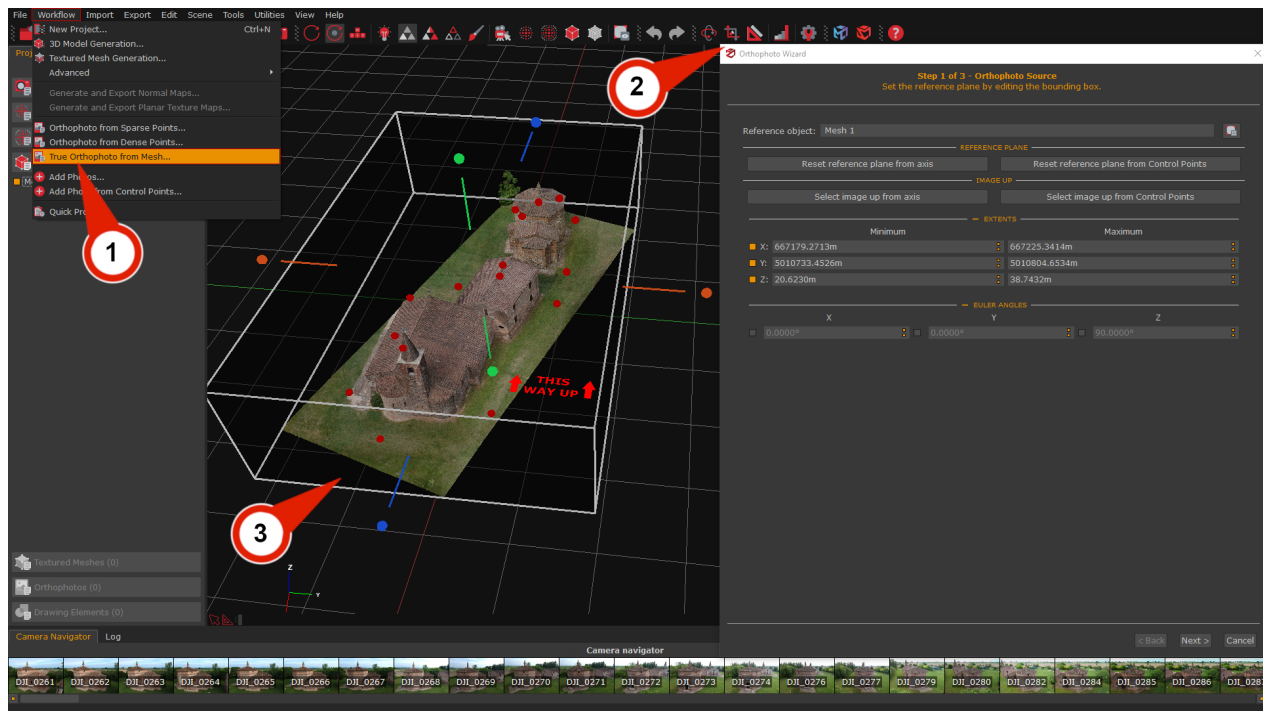 File Workflow Import Export Edit Scene Tools Utilities View Help
New Project... Ctrl+N
3D Model Generation...
Textured Mesh Generation...
Advanced
Generate and Export Normal Maps...
Generate and Export Planar Texture Maps...
Orthophoto from Sparse Points...
Orthophoto from Dense Points...
True Orthophoto from Mesh...
Add Photos...
Add Photo from Control Points...
Quick
1
2
3
THIS
WAY UP
Z
Y
Textured Meshes (0)
Orthophotos (0)
Drawing Elements (0)
Orthophoto Wizard
Step 1 of 3 - Orthophoto Source
Set the reference plane by editing the bounding box.
Reference object: Mesh 1
REFERENCE PLANE
Reset reference plane from axis Reset reference plane from Control Points
IMAGE UP
Select image up from axis Select image up from Control Points
EXTENTS
Minimum Maximum
X: 667179.2713m 667225.3414m
Y: 5010733.4526m 5010804.6534m
Z: 20.6230m 38.7432m
EULER ANGLES
X Y Z
0.0000° 0.0000° 90.0000°
< Back Next > Cancel
Camera Navigator Log
Camera navigator
DJI_0261 DJI_0262 DJI_0263 DJI_0264 DJI_0265 DJI_0266 DJI_0267 DJI_0268 DJI_0269 DJI_0270 DJI_0271 DJI_0272 DJI_0273 DJI_0274 DJI_0276 DJI_0277 DJI_0279 DJI_0280 DJI_0282 DJI_0284 DJI_0285 DJI_0286 DJI_028